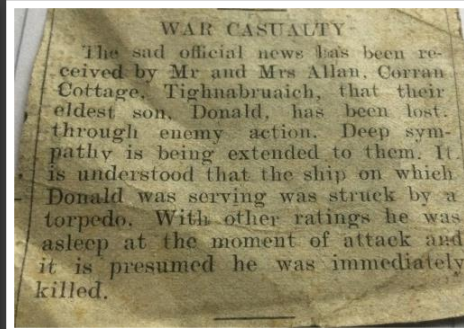 WAR CASUALTY
The sad official news has been re-
ceived by Mr and Mrs Allan, Corran
Cottage, Tighnabruaich, that their
eldest son, Donald, has been lost.
through enemy action. Deep sym-
pathy is being extended to them. It
is understood that the ship on which
Donald was serving was struck by a
torpedo. With other ratings he was
asleep at the moment of attack and
it is presumed he was immediately
killed.